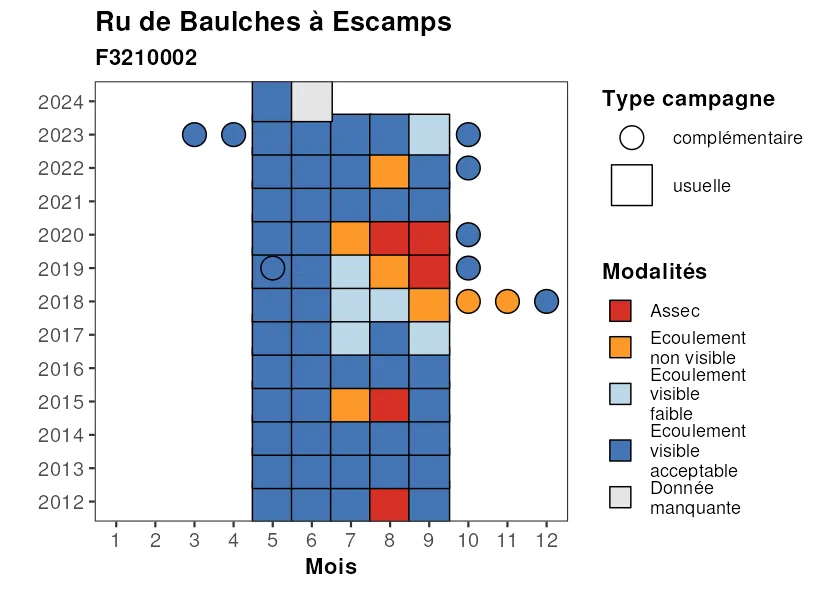 Ru de Baulches à Escamps
F3210002
2024
2023
2022
2021
2020
2019
2018
2017
2016
2015
2014
2013
2012
1 2 3 4 5 6 7 8 9 10 11 12
Mois
Type campagne
complémentaire
usuelle
Modalités
Assec
Ecoulement
non visible
Ecoulement
visible
faible
Ecoulement
visible
acceptable
Donnée
manquante